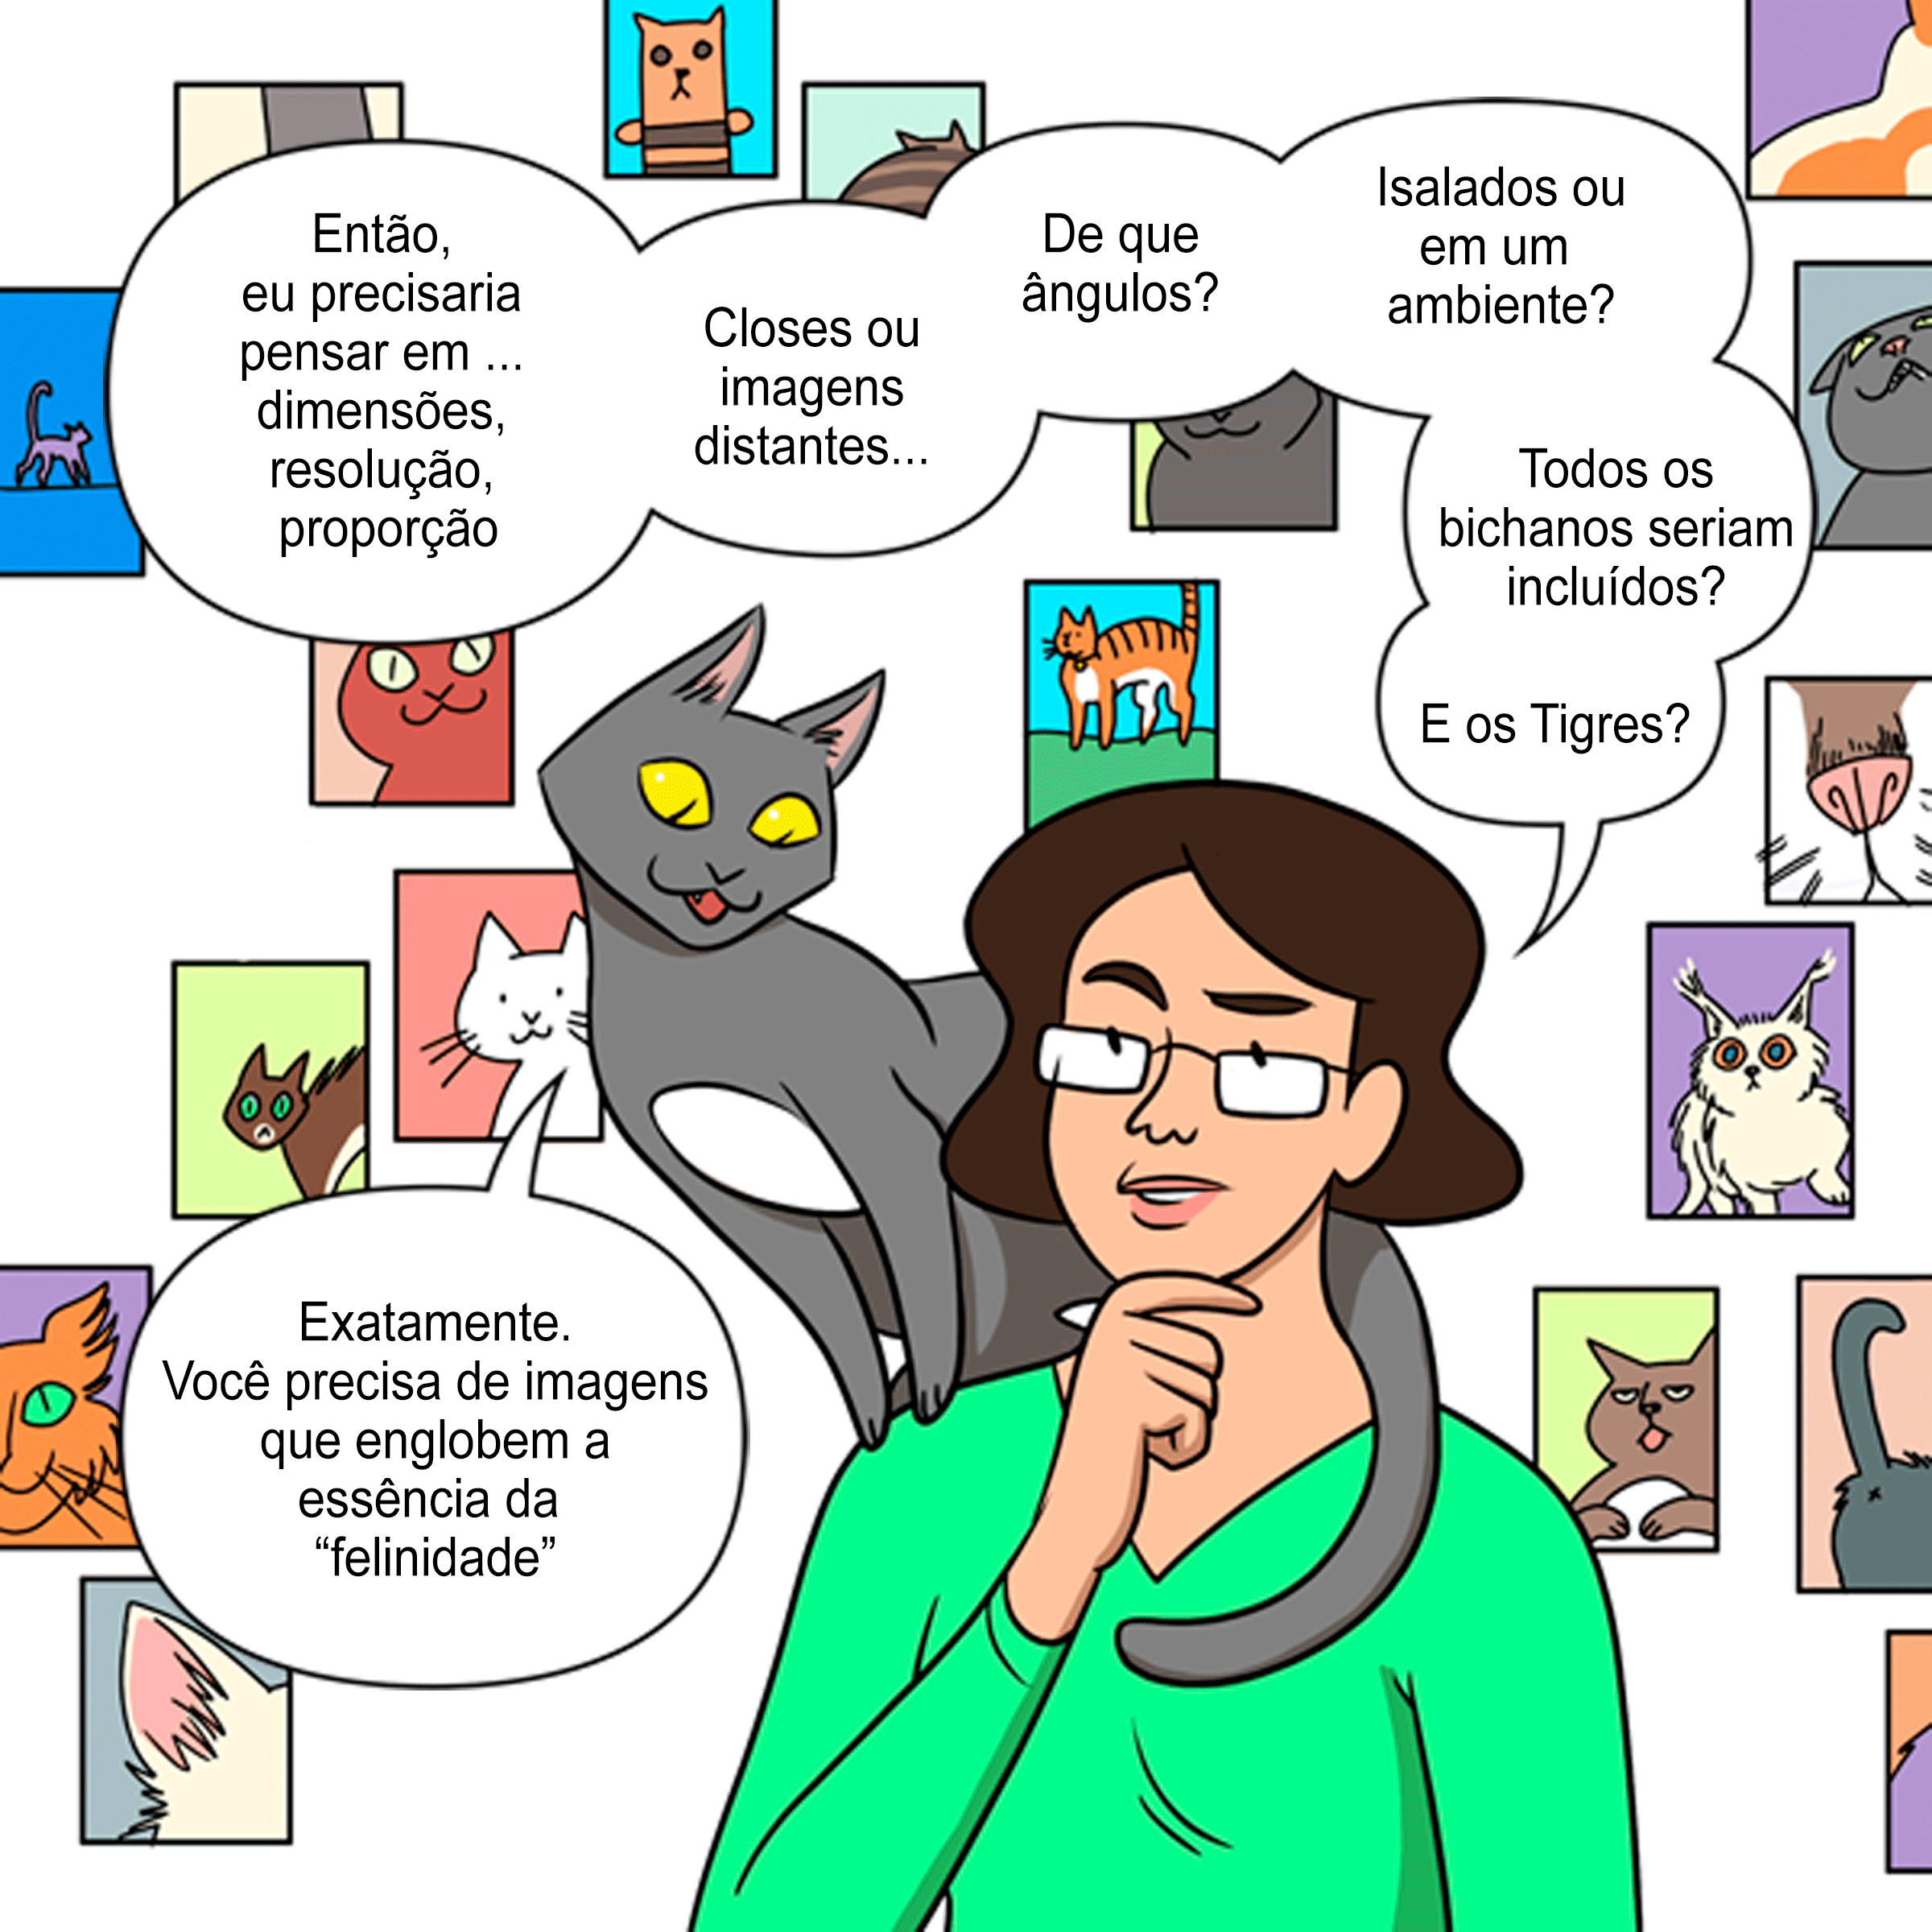 Então,
eu precisaria
pensar em ...
dimensões,
resolução,
proporção
Closes ou
imagens
distantes...
De que
ângulos?
Isalados ou
em um
ambiente?
Todos os
bichanos seriam
incluídos?
E os Tigres?
Exatamente.
Você precisa de imagens
que englobem a
essência da
“felinidade”